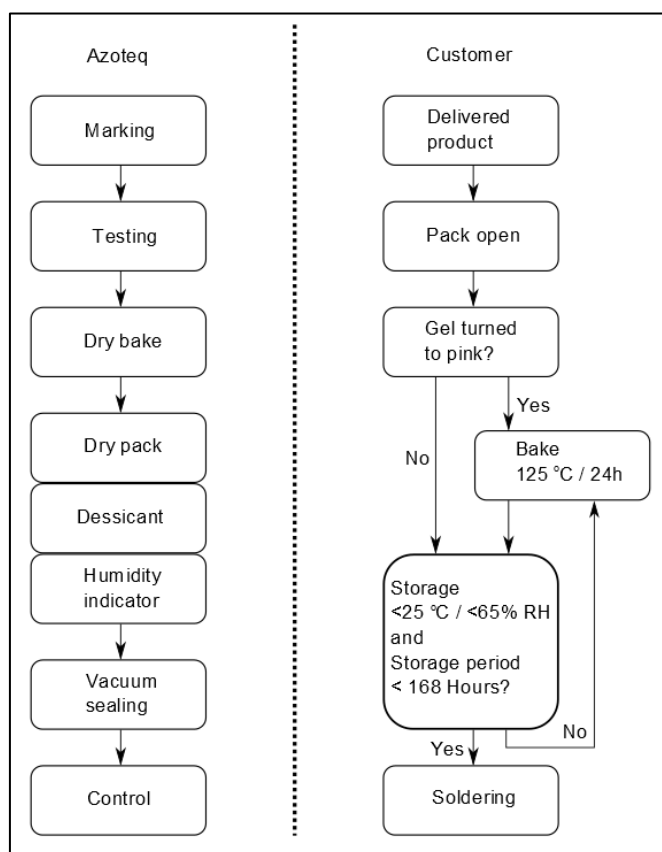 Azoteq
Marking
Testing
Dry bake
Dry pack
Dessicant
Humidity
indicator
Vacuum
sealing
Control
Customer
Delivered
product
Pack open
Gel turned
to pink?
Yes
No
Bake
125 °C / 24h
Storage
<25 °C / <65% RH
and
Storage period
< 168 Hours?
No
Yes
Soldering